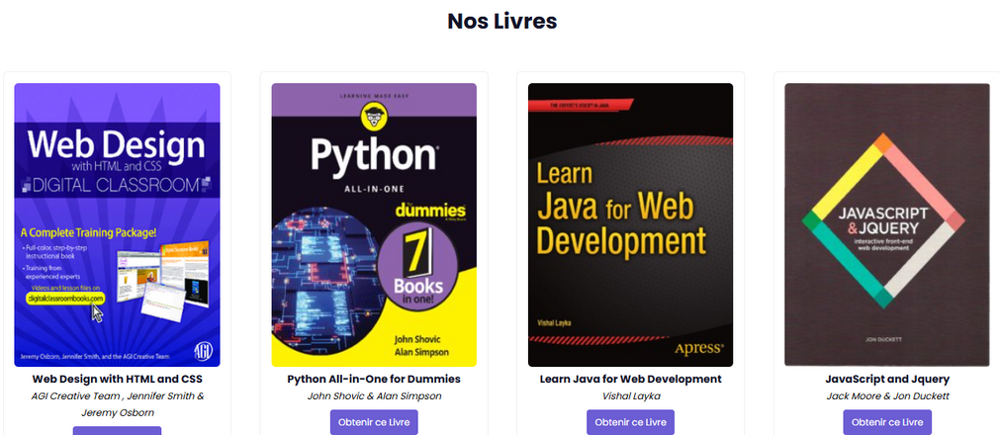 Nos Livres
Web Design
with HTML and CSS
DIGITAL CLASSROOM
A Complete Training Package!
• Full-color, step-by-step
instructional book
• Training from
experienced experts
Videos and lesson files on
digitalclassroombooks.com
Jeremy Osborn, Jennifer Smith, and the AGI Creative Team
AGI
Web Design with HTML and CSS
AGI Creative Team , Jennifer Smith &
Jeremy Osborn
LEARNING MADE EASY
Python
ALL-IN-ONE
dummies
7
Books
in one!
John Shovic
Alan Simpson
Python All-in-One for Dummies
John Shovic & Alan Simpson
Obtenir ce Livre
THE EXPERT'S VOICE IN JAVA
Learn
Java for Web
Development
Vishal Layka
Apress®
Learn Java for Web Development
Vishal Layka
Obtenir ce Livre
JAVASCRIPT
& JQUERY
interactive front-end
web development
JON DUCKETT
JavaScript and Jquery
Jack Moore & Jon Duckett
Obtenir ce Livre